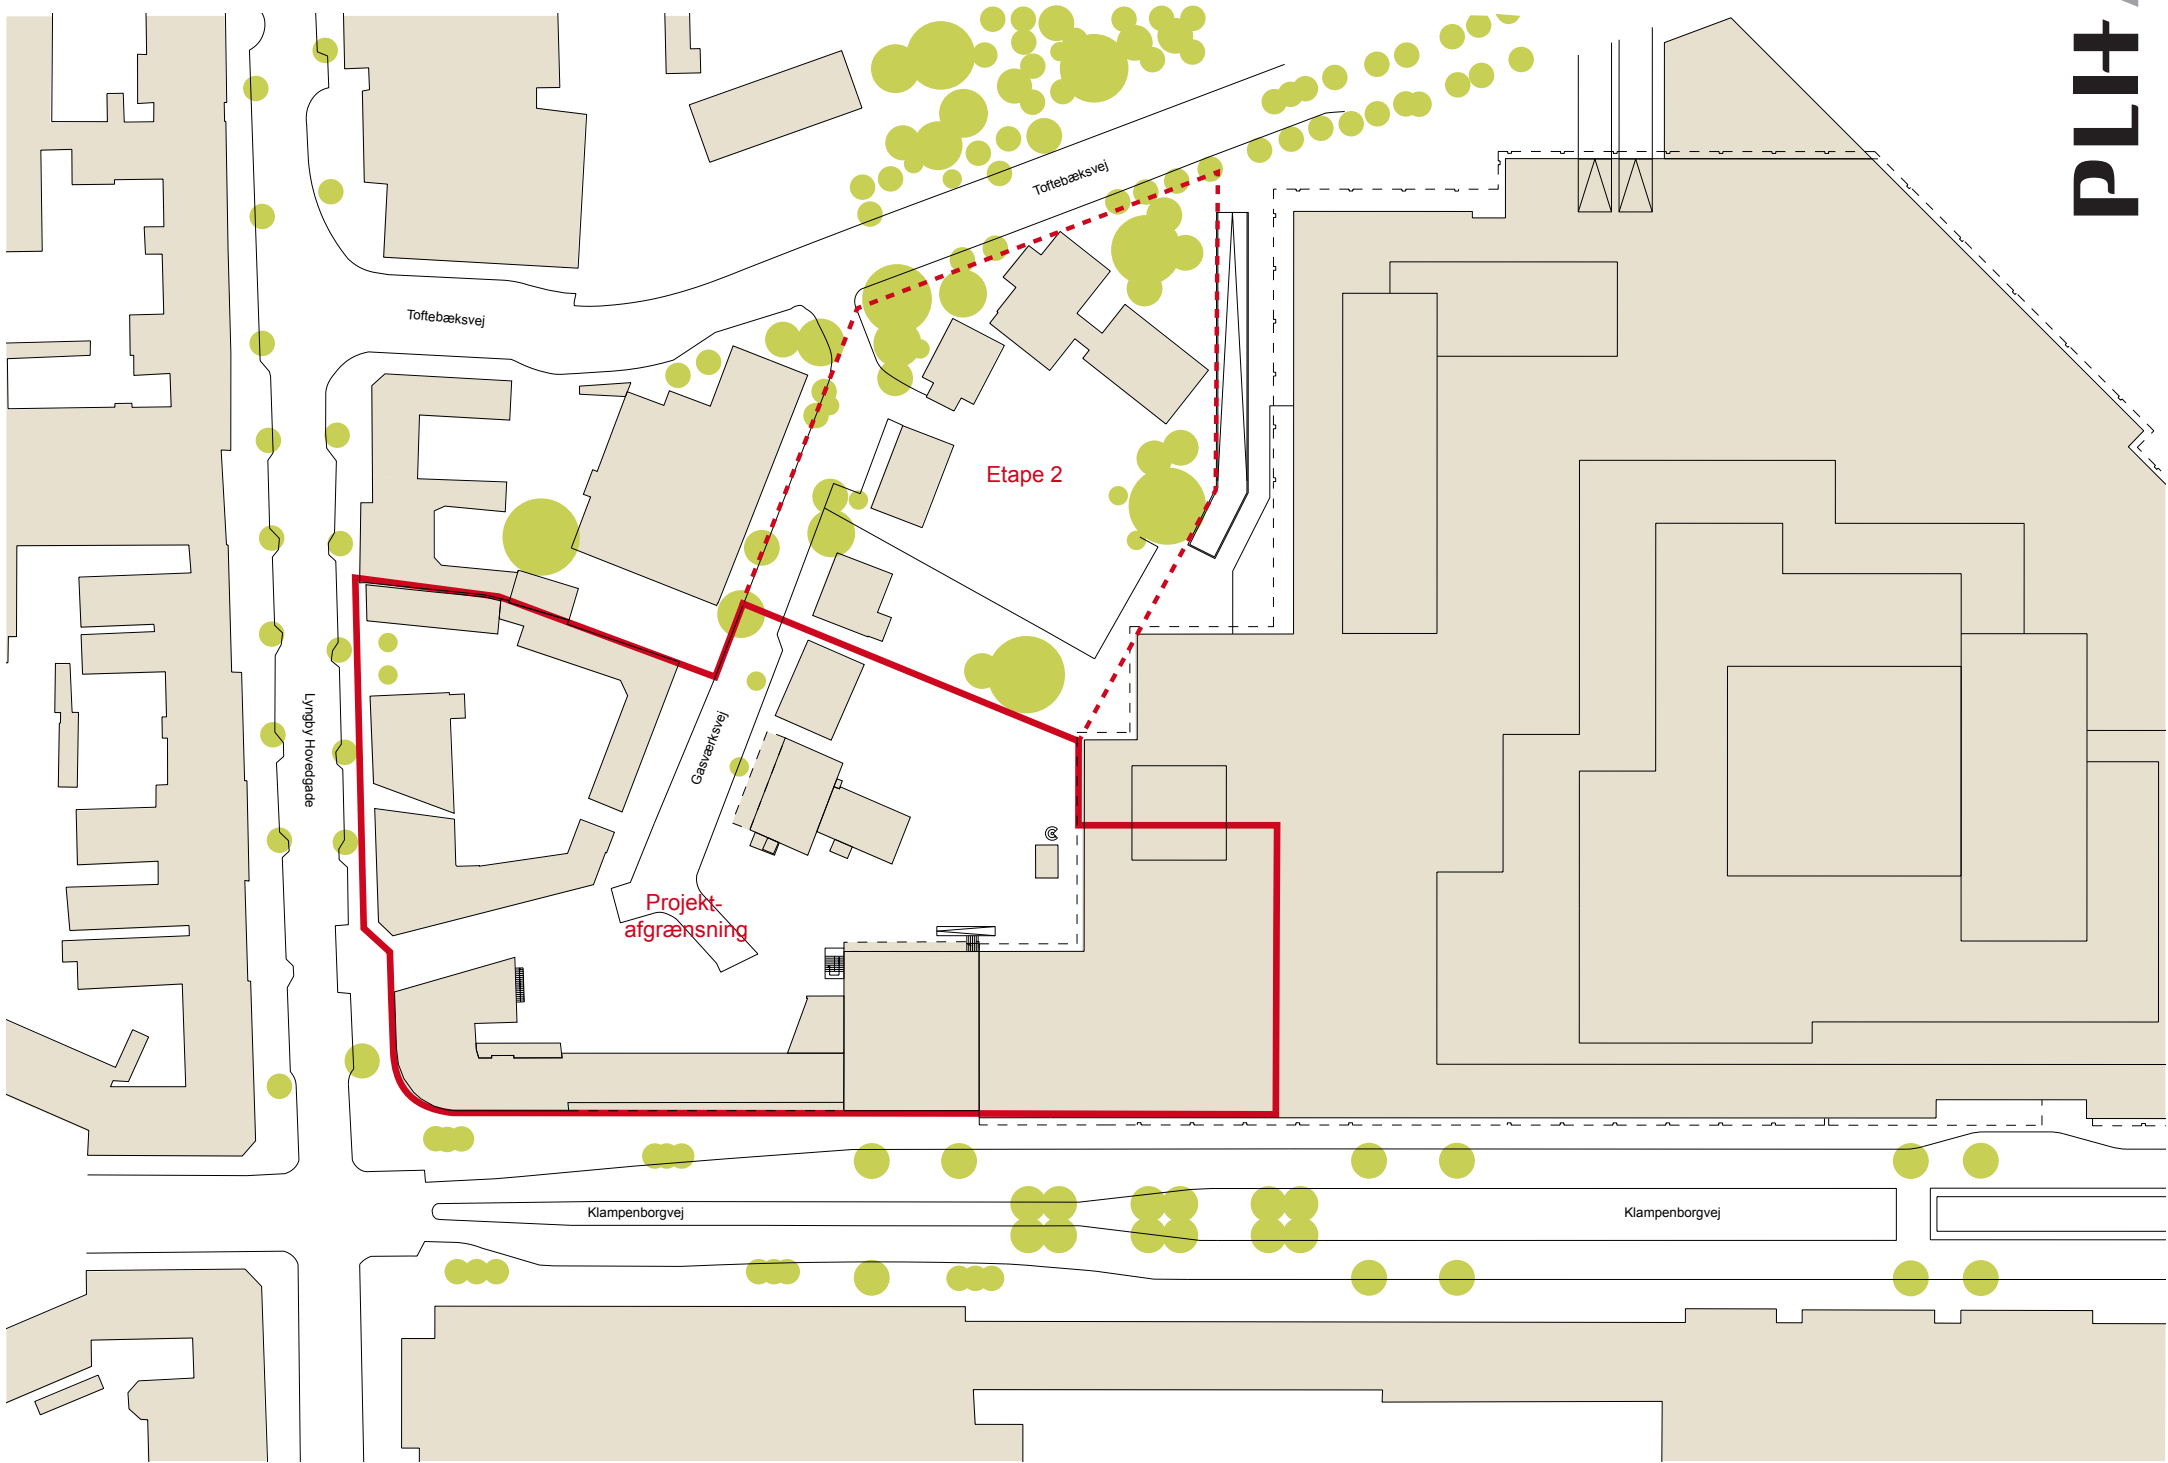 PLH
Toftebæksvej
Toftebæksvej
Etape 2
Lyngby Hovedgade
Gasværksvej
Projekt-
afgrænsning
Klampenborgvej
Klampenborgvej